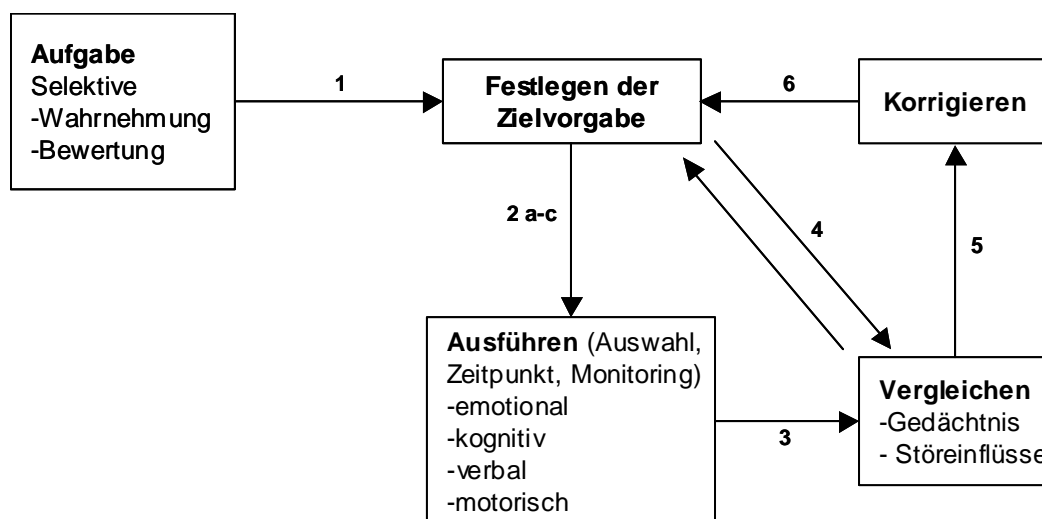 Aufgabe
Selektive
-Wahrnehmung
-Bewertung
1
Festlegen der
Zielvorgabe
6
Korrigieren
2 a-c
4
5
Ausführen (Auswahl,
Zeitpunkt, Monitoring)
-emotional
-kognitiv
-verbal
-motorisch
3
Vergleichen
-Gedächtnis
- Störeinflüsse